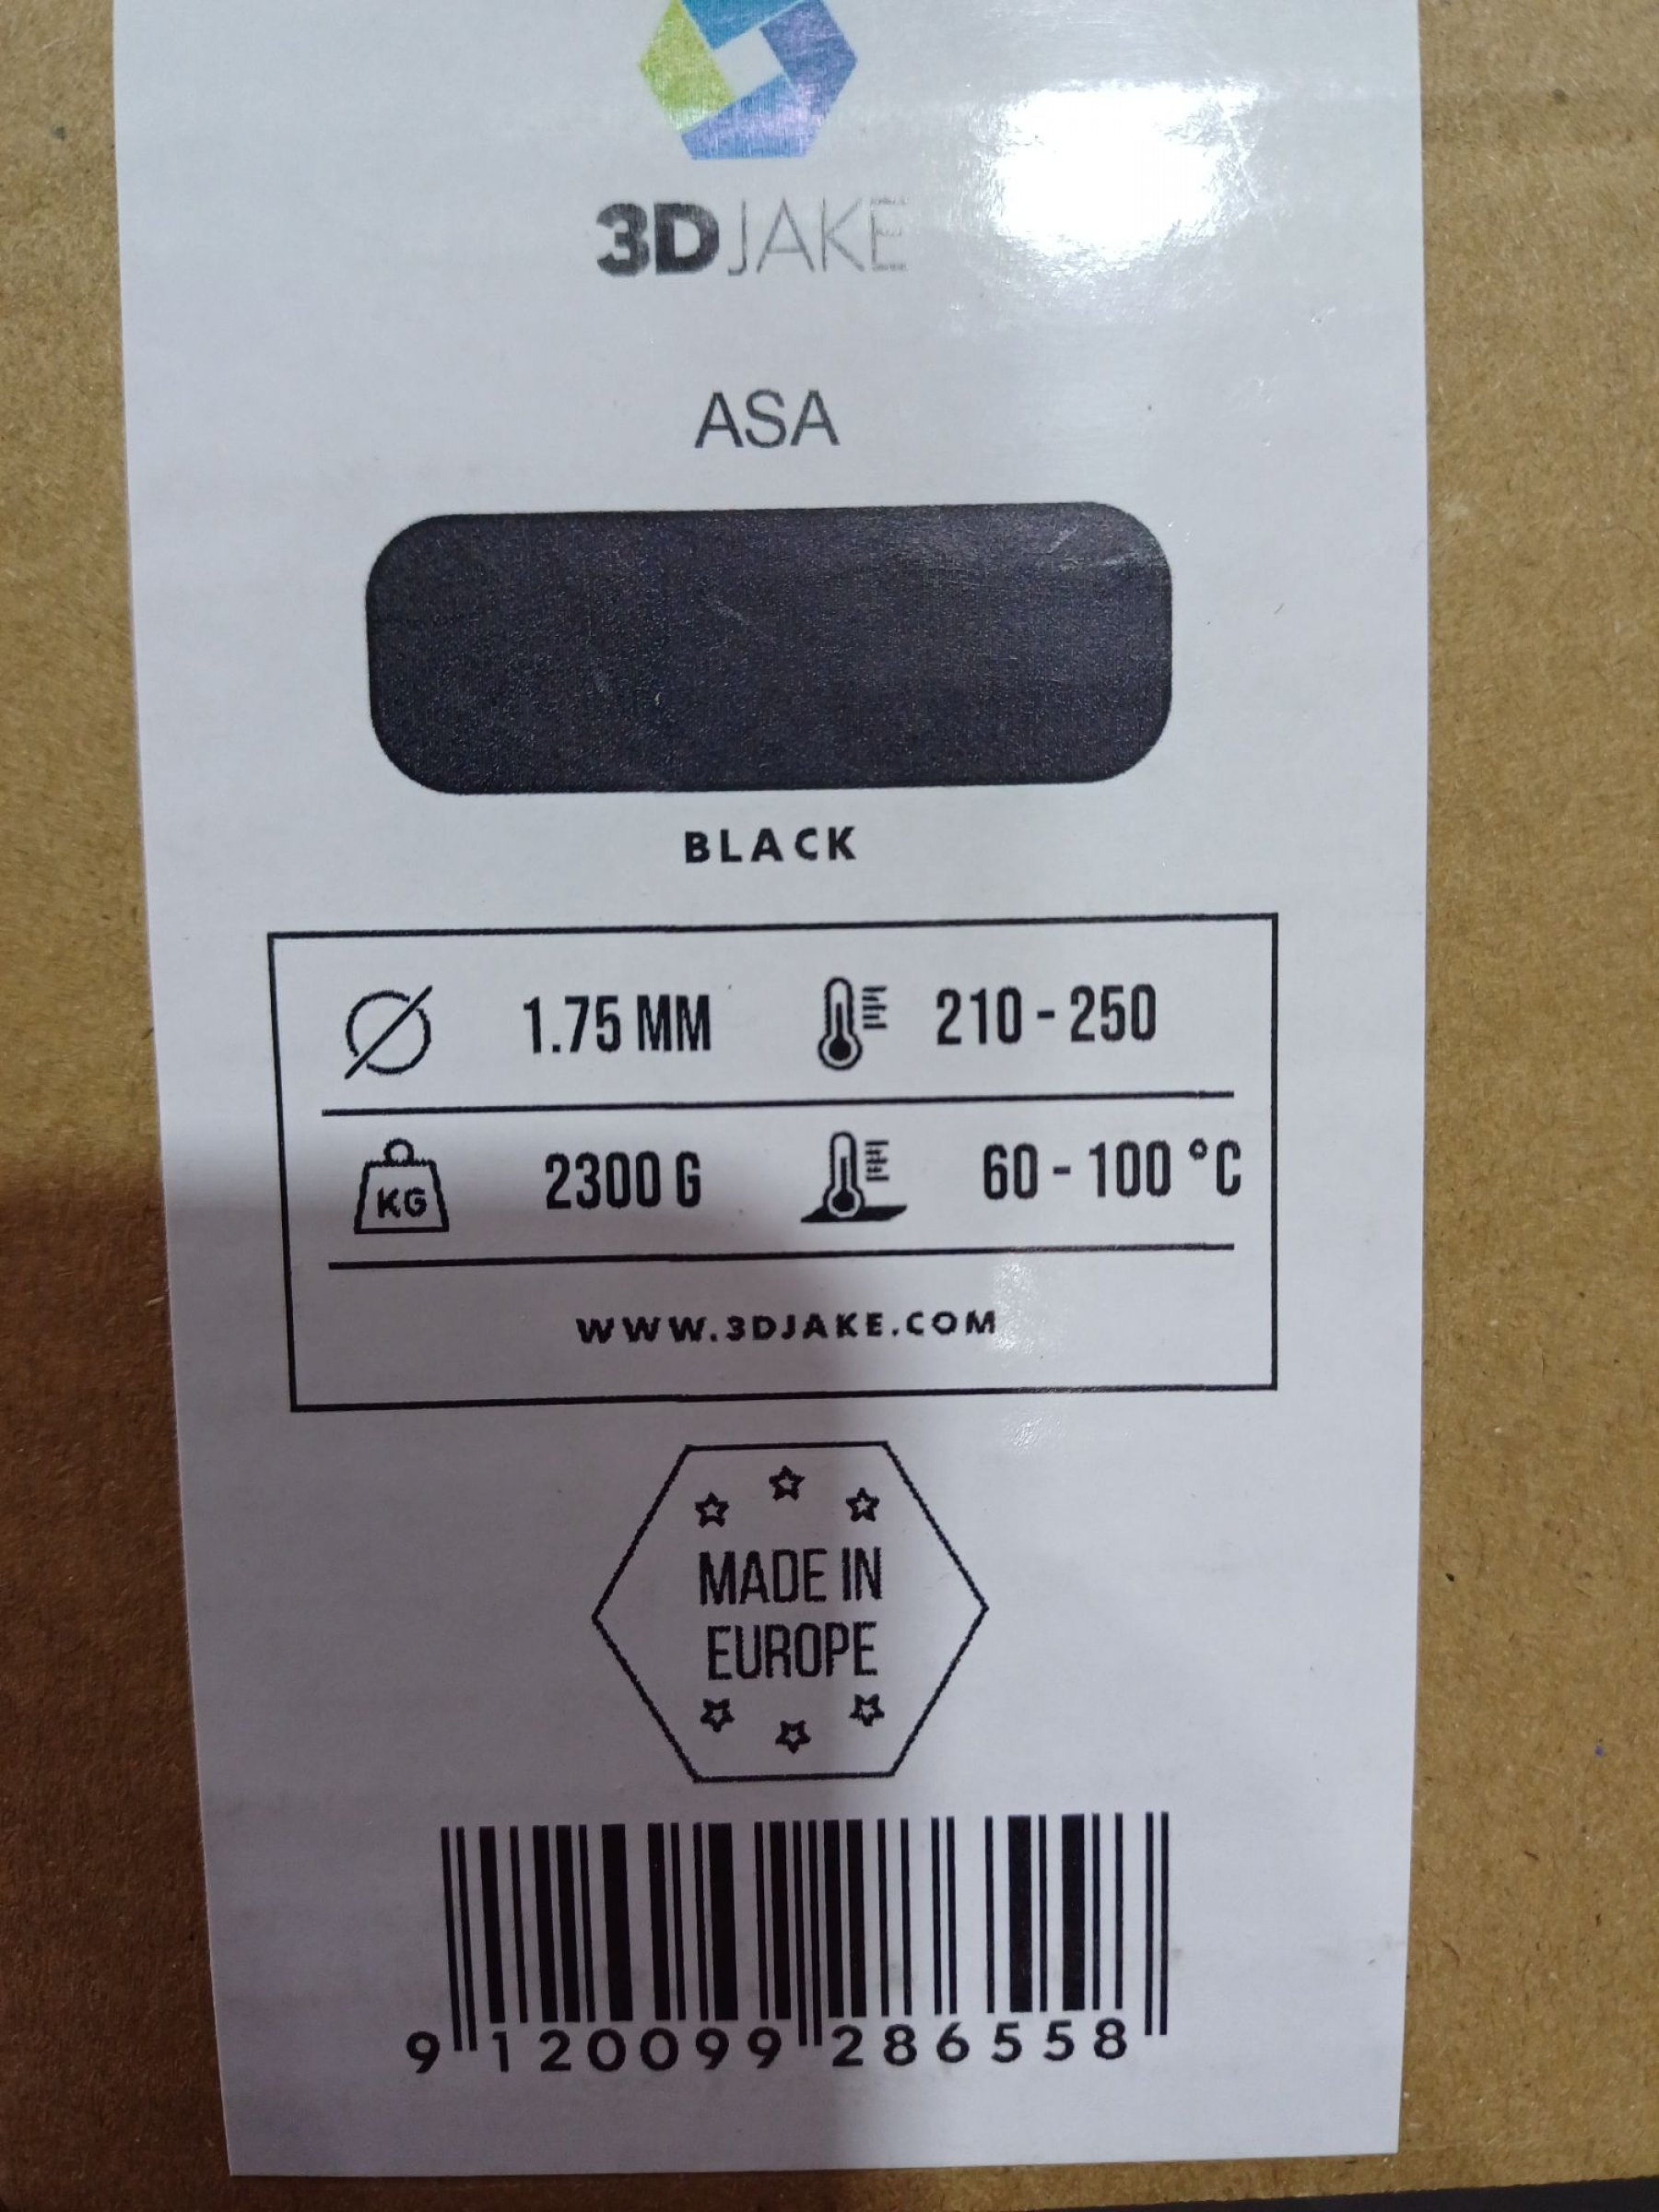 3DJAKE
ASA
BLACK
1.75 MM
210 - 250
KG
2300 G
60 - 100 °C
WWW.3DJAKE.COM
MADE IN
EUROPE
9 120099 286558